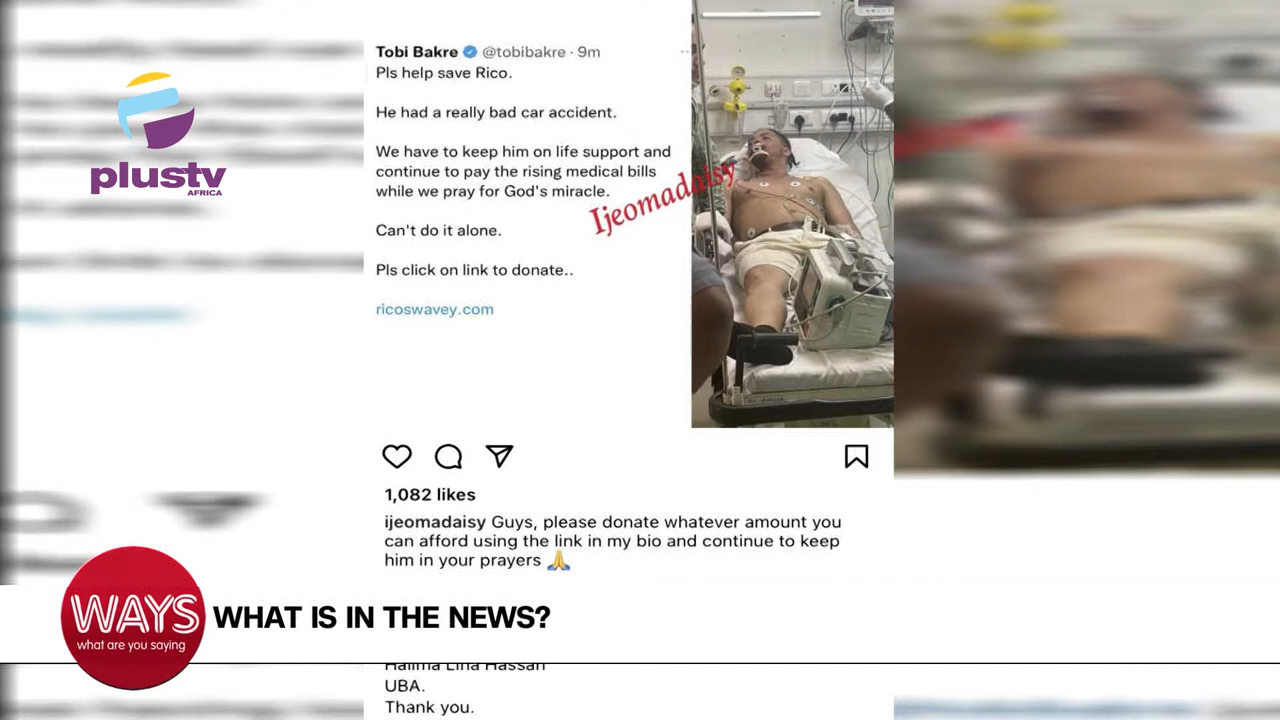 plustv
AFRICA
Tobi Bakre @tobibakre · 9m
Pls help save Rico.
He had a really bad car accident.
We have to keep him on life support and
continue to pay the rising medical bills
while we pray for God's miracle.
Can't do it alone.
Pls click on link to donate..
ricoswavey.com
Ijeomadaisy
1,082 likes
ijeomadaisy Guys, please donate whatever amount you
can afford using the link in my bio and continue to keep
him in your prayers 🙏
WAYS
what are you saying
WHAT IS IN THE NEWS?
Halima Lina Hassan
UBA.
Thank you.